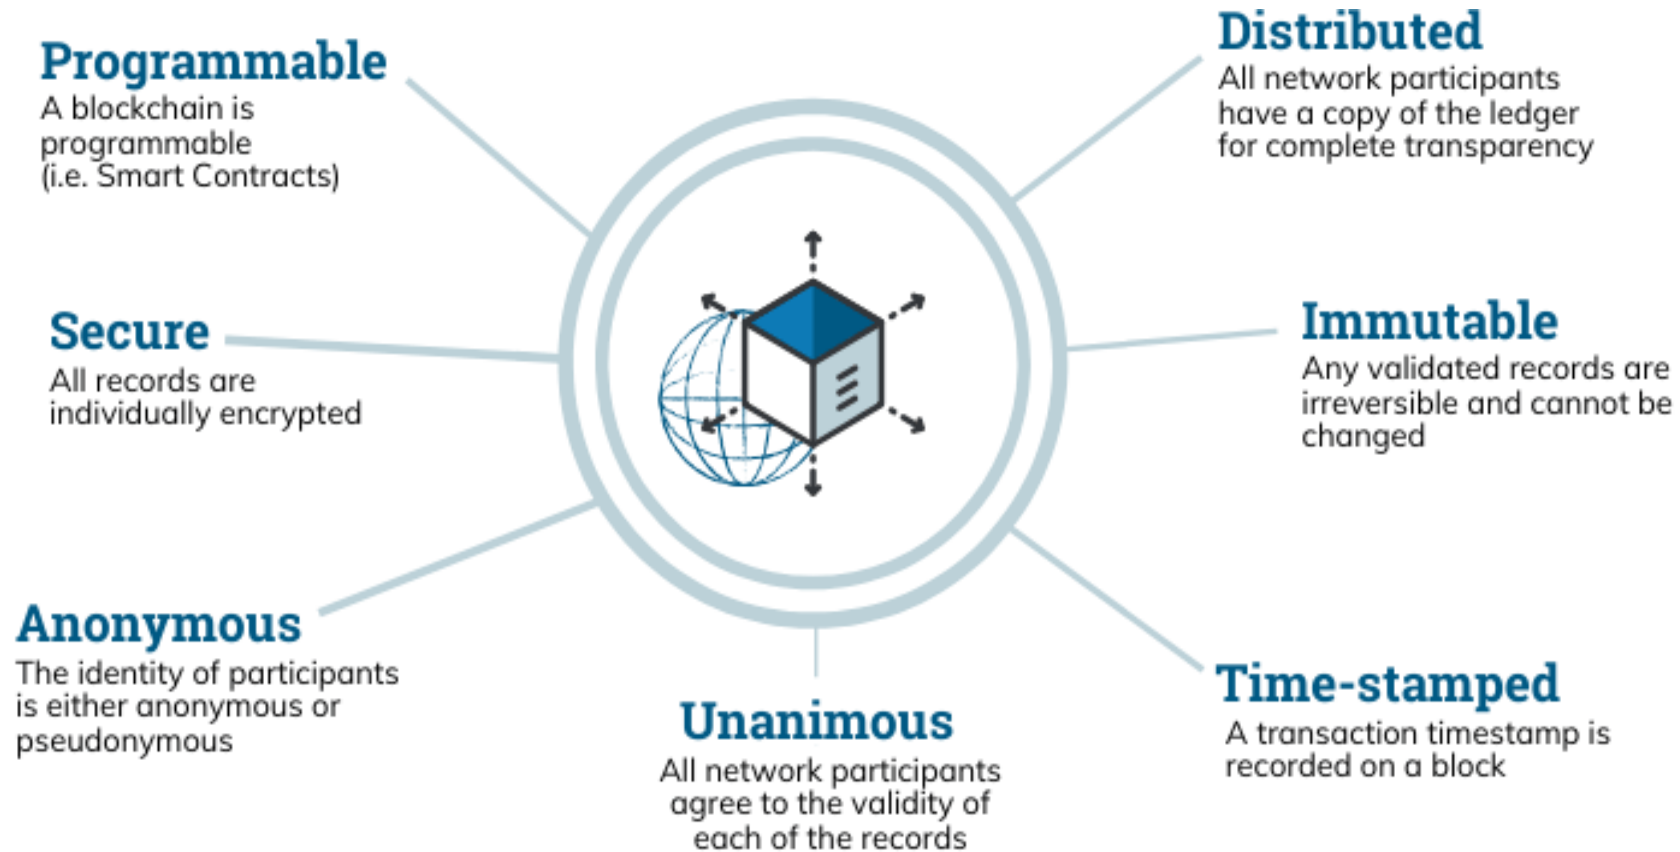 Programmable
A blockchain is
programmable
(i.e. Smart Contracts)
Distributed
All network participants
have a copy of the ledger
for complete transparency
Secure
All records are
individually encrypted
Immutable
Any validated records are
irreversible and cannot be
changed
Anonymous
The identity of participants
is either anonymous or
pseudonymous
Unanimous
All network participants
agree to the validity of
each of the records
Time-stamped
A transaction timestamp is
recorded on a block